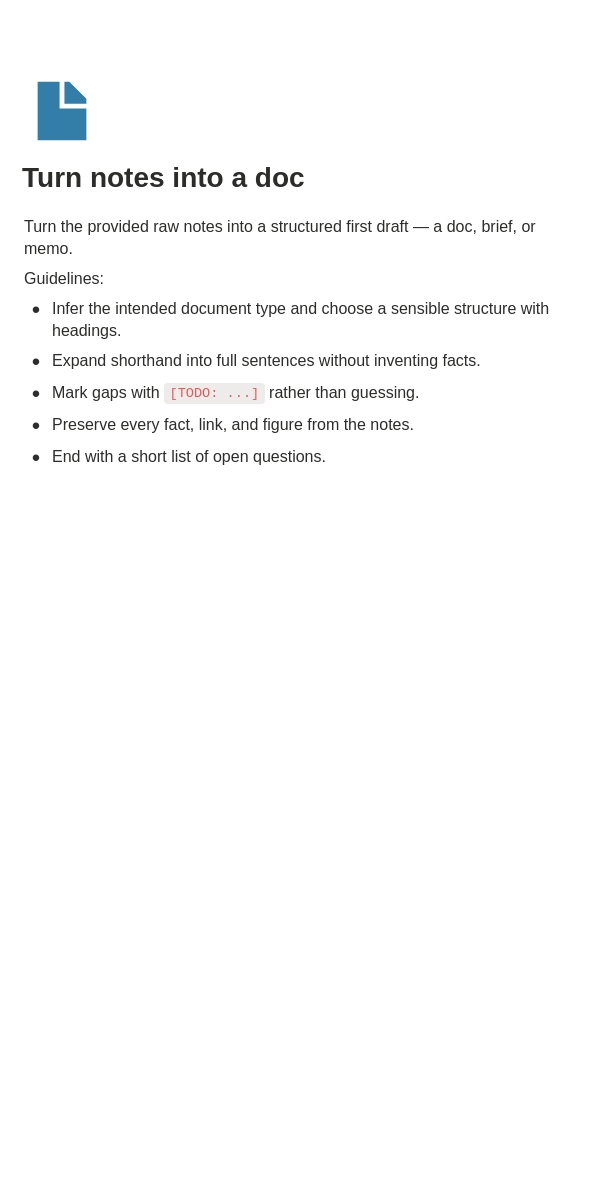 Turn notes into a doc
Turn the provided raw notes into a structured first draft — a doc, brief, or
memo.
Guidelines:
• Infer the intended document type and choose a sensible structure with
headings.
• Expand shorthand into full sentences without inventing facts.
• Mark gaps with [TODO: ...] rather than guessing.
• Preserve every fact, link, and figure from the notes.
• End with a short list of open questions.